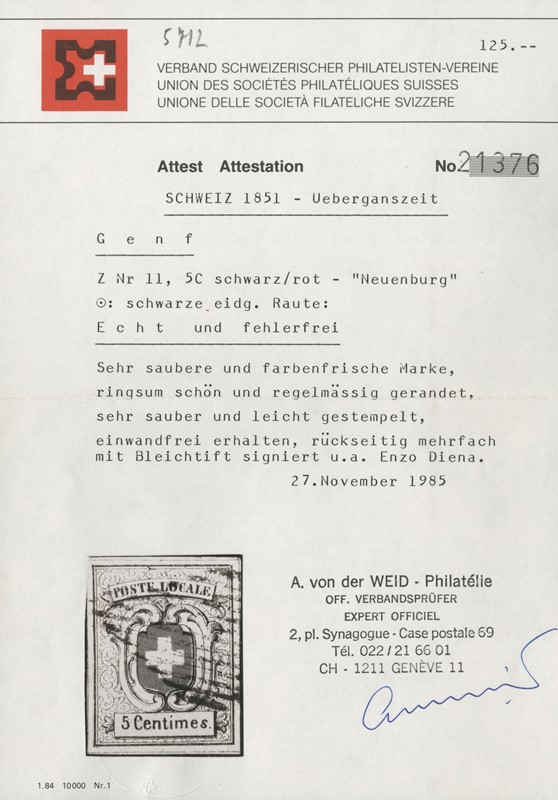 5712
125.--
VERBAND SCHWEIZERISCHER PHILATELISTEN-VEREINE
UNION DES SOCIÉTÉS PHILATÉLIQUES SUISSES
UNIONE DELLE SOCIETÀ FILATELICHE SVIZZERE
Attest Attestation No. 21376
SCHWEIZ 1851 - Ueberganszeit
G e n f
Z Nr 11, 5C schwarz/rot - "Neuenburg"
⊙: schwarze eidg. Raute:
E c h t und fehlerfrei
Sehr saubere und farbenfrische Marke,
ringsum schön und regelmässig gerandet,
sehr sauber und leicht gestempelt,
einwandfrei erhalten, rückseitig mehrfach
mit Bleichtift signiert u.a. Enzo Diena.
27.November 1985
POSTE LOCALE
5 Centimes.
A. von der WEID - Philatélie
OFF. VERBANDSPRÜFER
EXPERT OFFICIEL
2, pl. Synagogue - Case postale 69
Tél. 022/21 66 01
CH - 1211 GENÈVE 11
1.84 10000 Nr.1